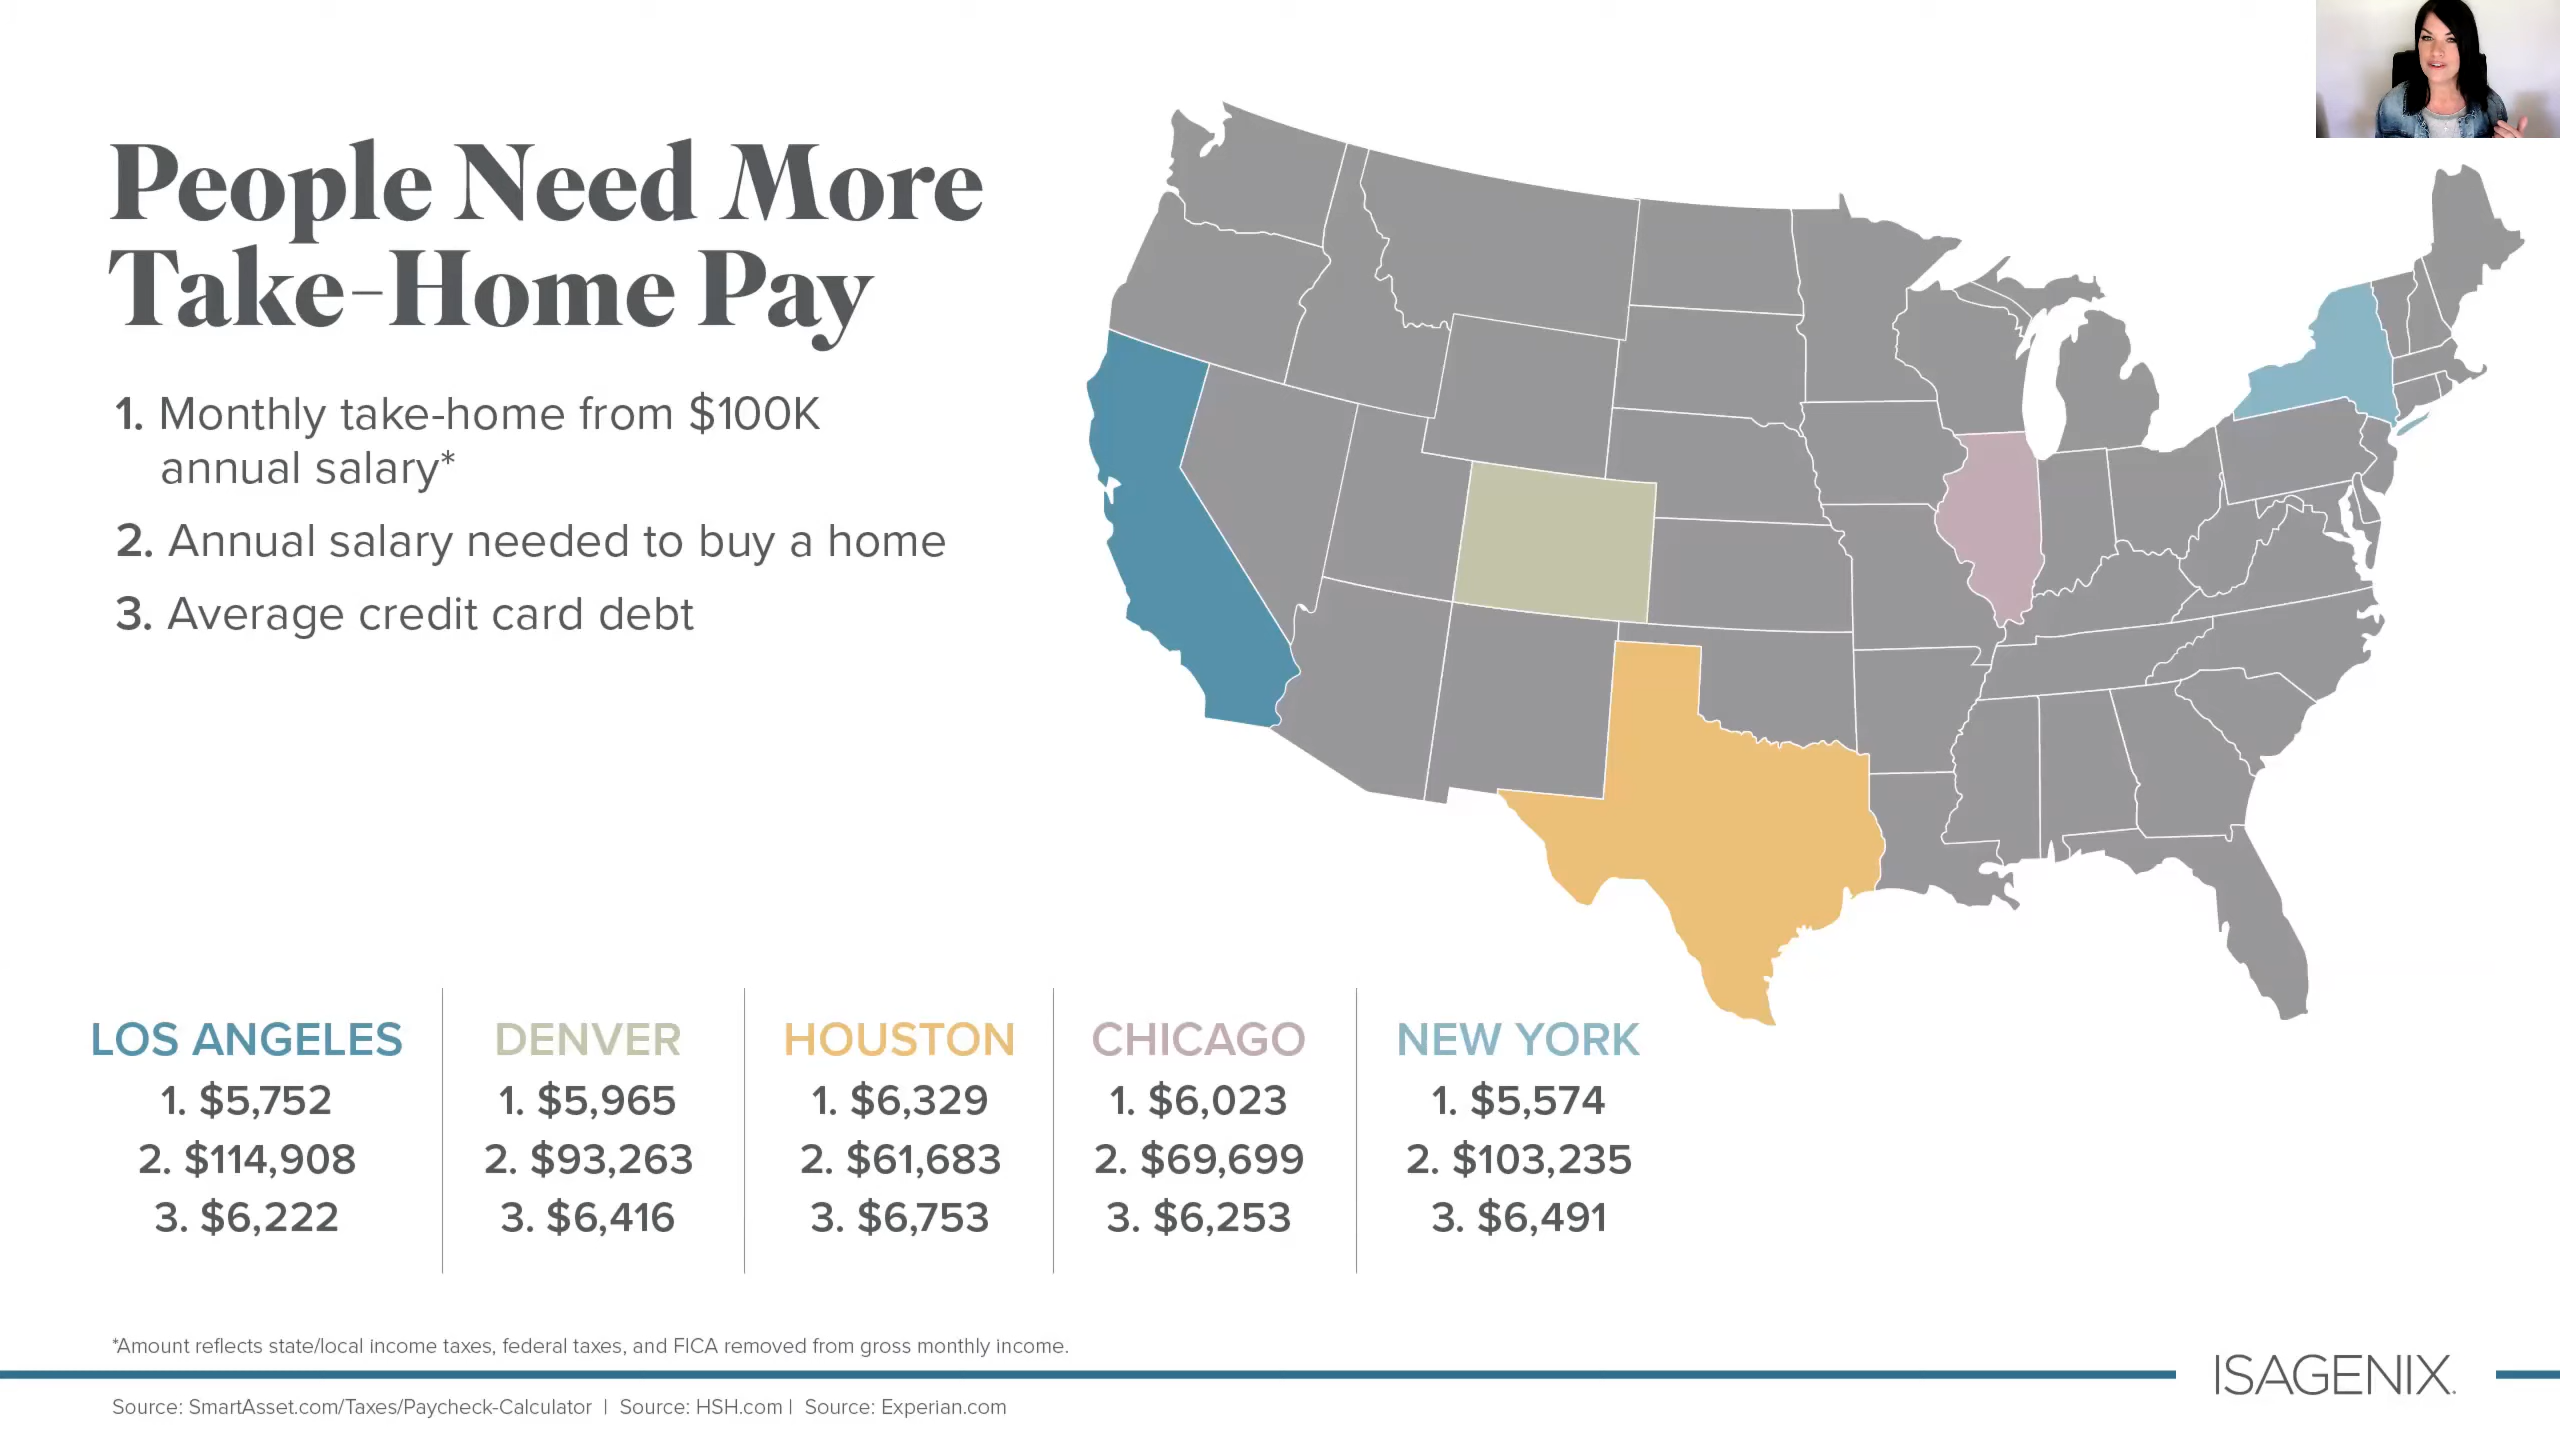 People Need More
Take-Home Pay
1. Monthly take-home from $100K
annual salary*
2. Annual salary needed to buy a home
3. Average credit card debt
LOS ANGELES
1. $5,752
2. $114,908
3. $6,222
DENVER
1. $5,965
2. $93,263
3. $6,416
HOUSTON
1. $6,329
2. $61,683
3. $6,753
CHICAGO
1. $6,023
2. $69,699
3. $6,253
NEW YORK
1. $5,574
2. $103,235
3. $6,491
*Amount reflects state/local income taxes, federal taxes, and FICA removed from gross monthly income.
ISAGENIX.
Source: SmartAsset.com/Taxes/Paycheck-Calculator | Source: HSH.com | Source: Experian.com